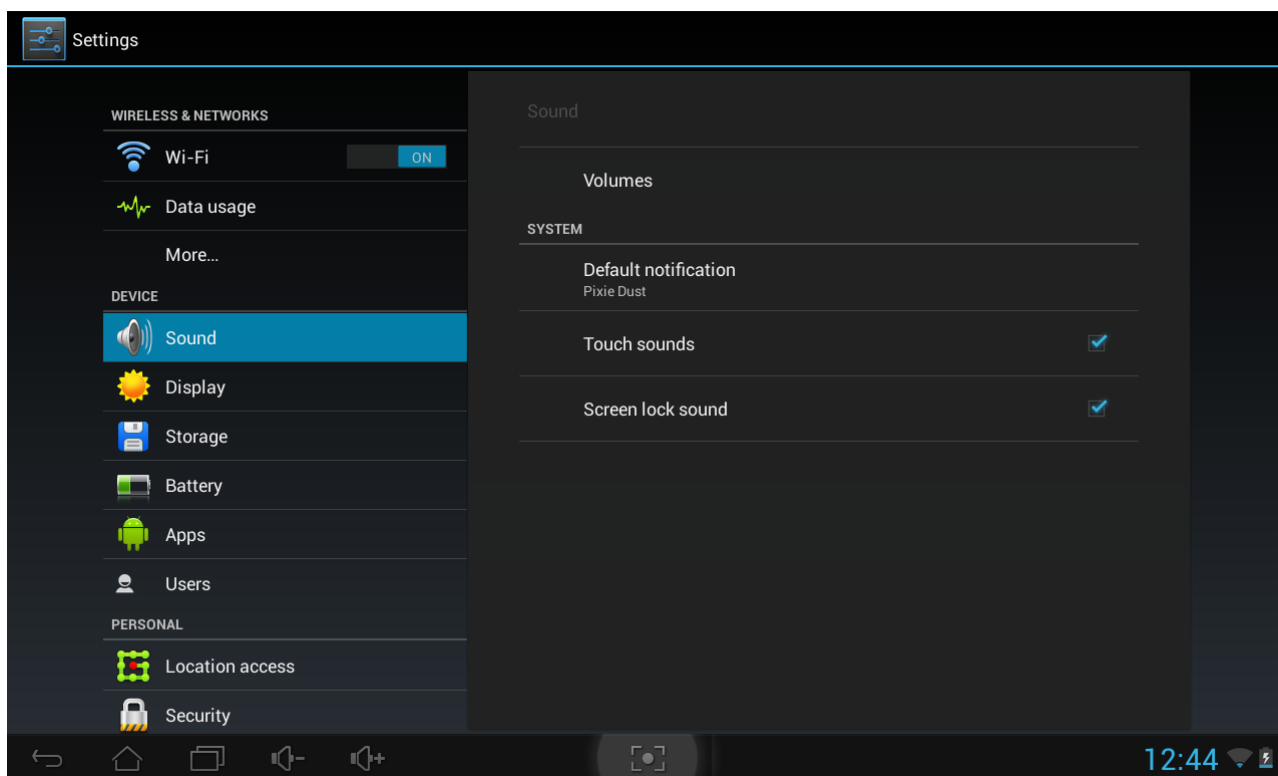 Settings
WIRELESS & NETWORKS
Wi-Fi ON
Data usage
More...
DEVICE
Sound
Display
Storage
Battery
Apps
Users
PERSONAL
Location access
Security
Sound
Volumes
SYSTEM
Default notification
Pixie Dust
Touch sounds
Screen lock sound
12:44